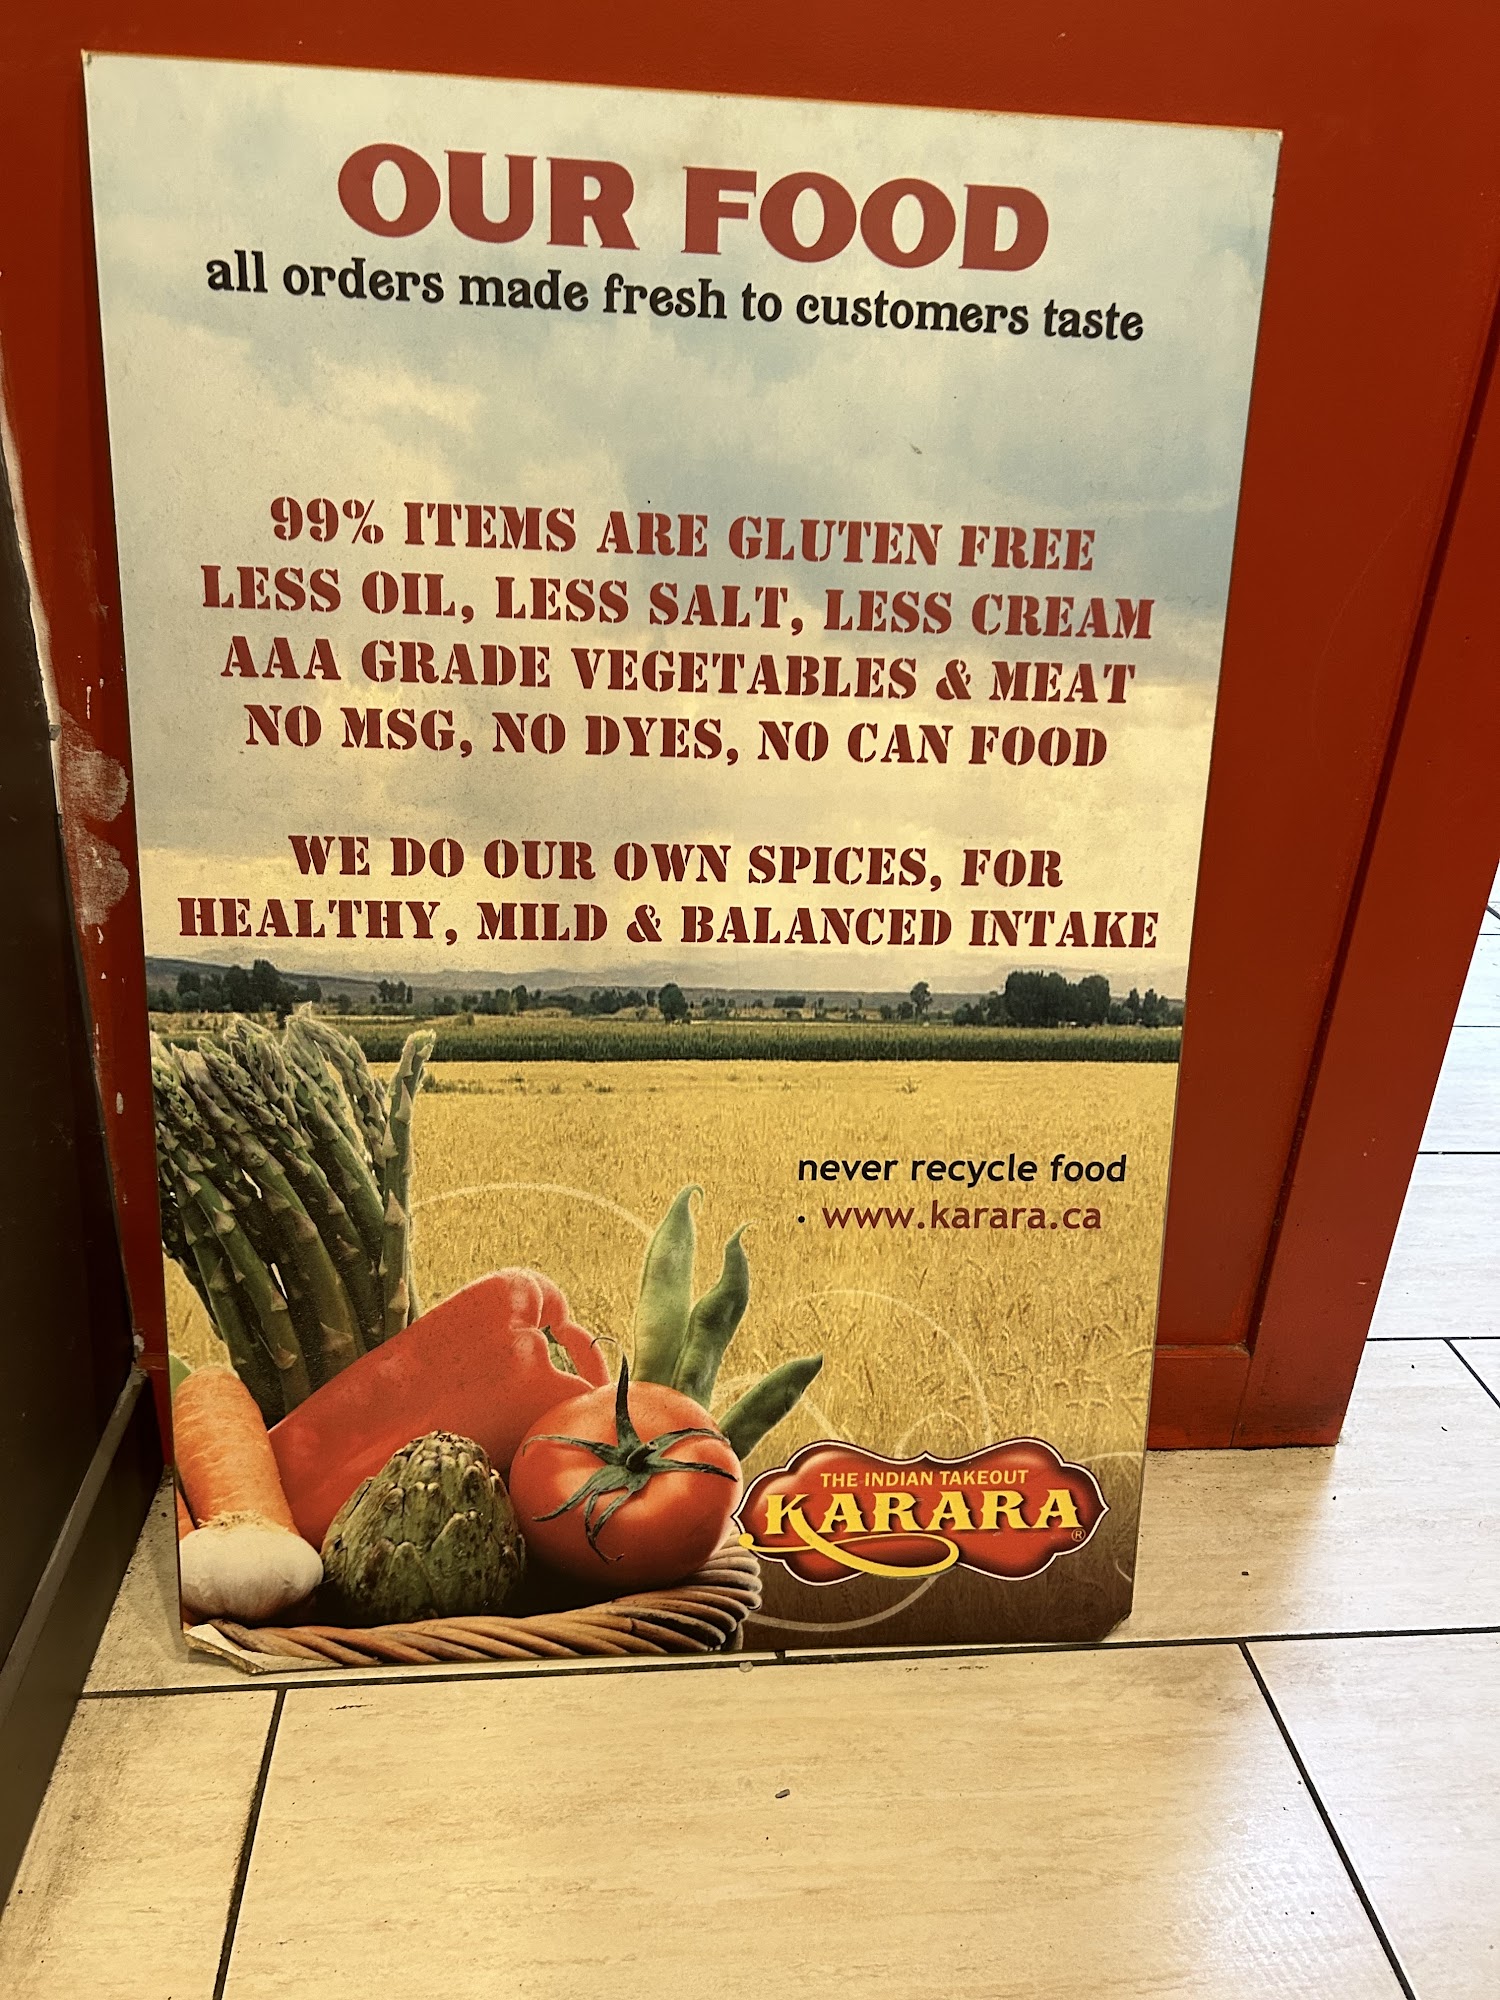 OUR FOOD
all orders made fresh to customers taste
99% ITEMS ARE GLUTEN FREE
LESS OIL, LESS SALT, LESS CREAM
AAA GRADE VEGETABLES & MEAT
NO MSG, NO DYES, NO CAN FOOD
WE DO OUR OWN SPICES, FOR
HEALTHY, MILD & BALANCED INTAKE
never recycle food
. www.karara.ca
THE INDIAN TAKEOUT
KARARA ®